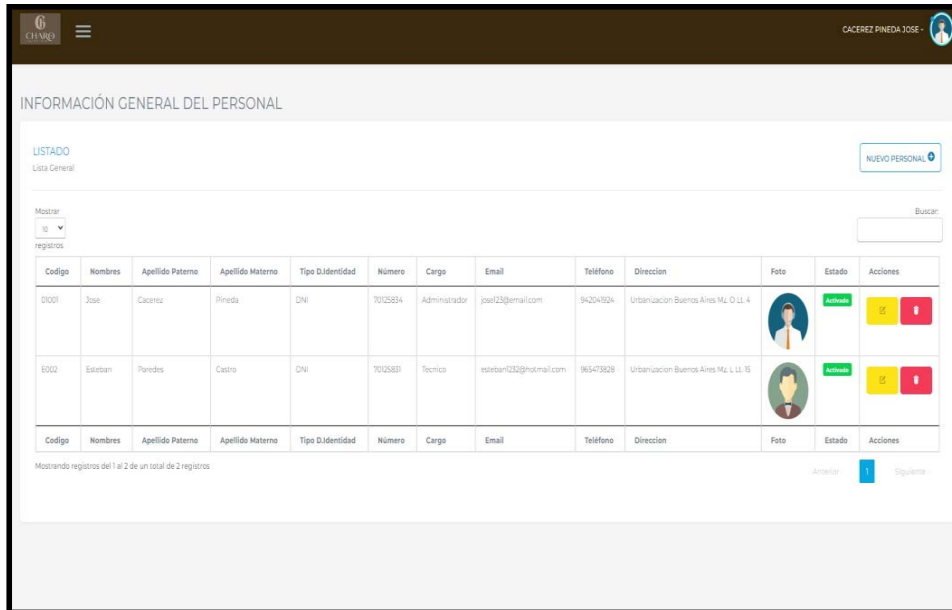 CHARO
CACEREZ PINEDA JOSE -
INFORMACIÓN GENERAL DEL PERSONAL
LISTADO
Lista General
NUEVO PERSONAL
Mostrar
10
registros
Buscar:
Codigo Nombres Apellido Paterno Apellido Materno Tipo D.Identidad Número Cargo Email Teléfono Direccion Foto Estado Acciones
01001 Jose Cacerez Pineda DNI 70125834 Administrador jose123@email.com 942041924 Urbanizacion Buenos Aires Mz. O Lt. 4 Activado
E002 Esteban Paredes Castro DNI 70125831 Tecnico esteban1232@hotmail.com 965473828 Urbanizacion Buenos Aires Mz. L Lt. 15 Activado
Codigo Nombres Apellido Paterno Apellido Materno Tipo D.Identidad Número Cargo Email Teléfono Direccion Foto Estado Acciones
Mostrando registros del 1 al 2 de un total de 2 registros
Anterior 1 Siguiente